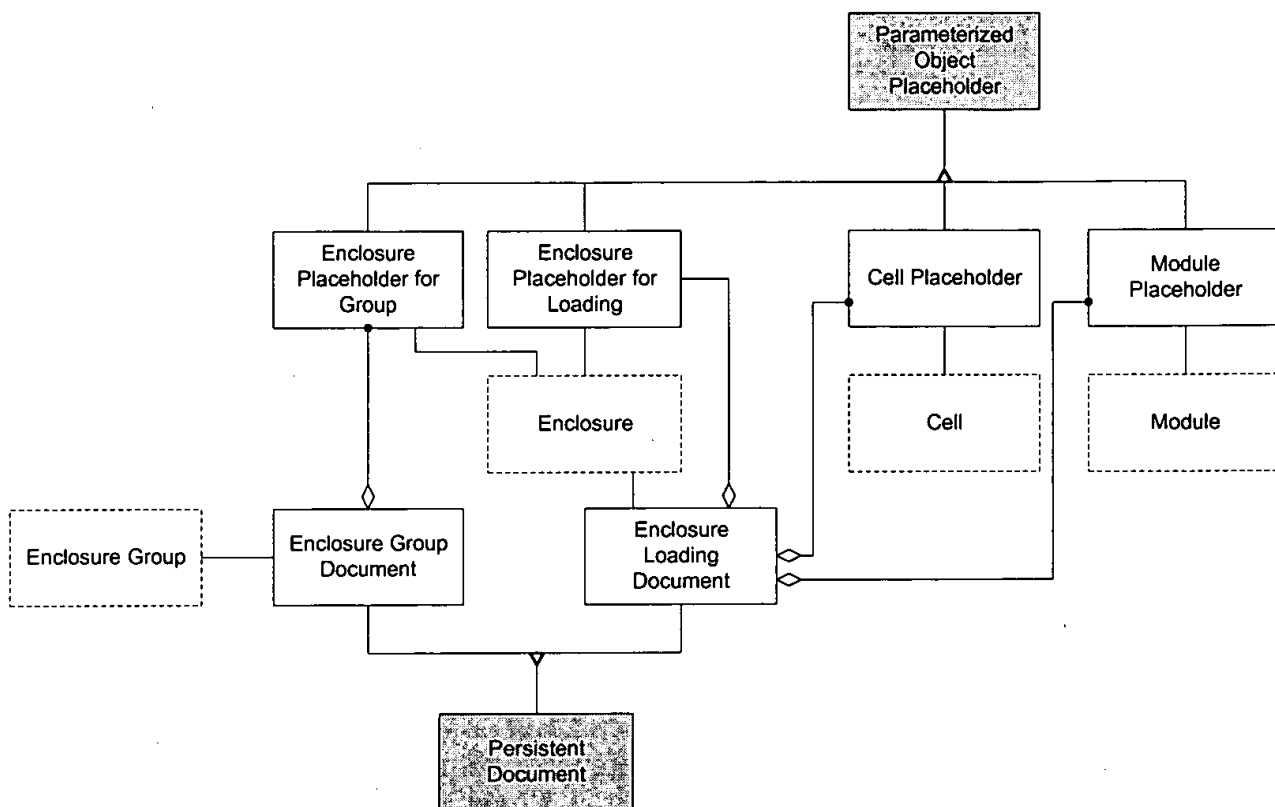 Parameterized
Object
Placeholder
Enclosure
Placeholder for
Group
Enclosure
Placeholder for
Loading
Cell Placeholder
Module
Placeholder
Enclosure
Cell
Module
Enclosure Group
Enclosure Group
Document
Enclosure
Loading
Document
Persistent
Document